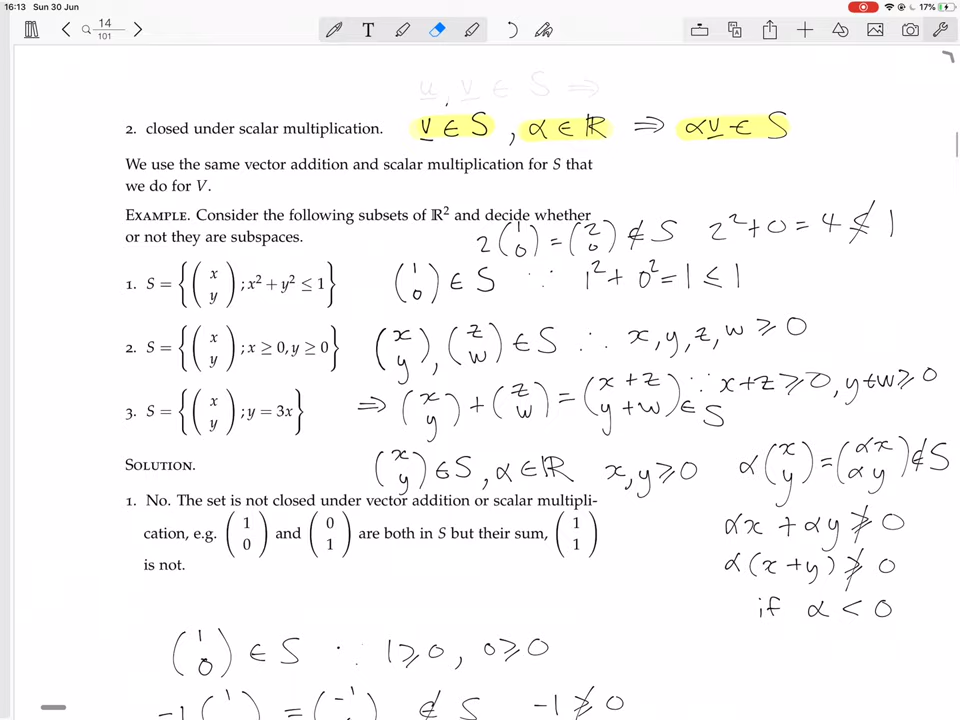 16:13 Sun 30 Jun 17%
14
101
T
u, v ∈ S ⇒
2. closed under scalar multiplication. v ∈ S , α ∈ ℝ ⇒ αv ∈ S
We use the same vector addition and scalar multiplication for S that
we do for V.
EXAMPLE. Consider the following subsets of ℝ² and decide whether
or not they are subspaces.
2 (1 0) = (2 0) ∉ S 2² + 0 = 4 ≰ 1
1. S = { (x y) ; x² + y² ≤ 1 } (1 0) ∈ S ∵ 1² + 0² = 1 ≤ 1
2. S = { (x y) ; x ≥ 0, y ≥ 0 } (x y), (z w) ∈ S ∴ x, y, z, w ≥ 0
3. S = { (x y) ; y = 3x } ⇒ (x y) + (z w) = (x + z y + w) ∈ S ∵ x + z ≥ 0, y + w ≥ 0
SOLUTION.
(x y) ∈ S, α ∈ ℝ x, y ≥ 0 α (x y) = (αx αy) ∉ S
1. No. The set is not closed under vector addition or scalar multipli-
cation, e.g. (1 0) and (0 1) are both in S but their sum, (1 1)
is not.
αx + αy ≱ 0
α(x + y) ≱ 0
if α < 0
(1 0) ∈ S ∵ 1 ≥ 0, 0 ≥ 0
-1 (1 = (-1 ∉ S -1 ≱ 0